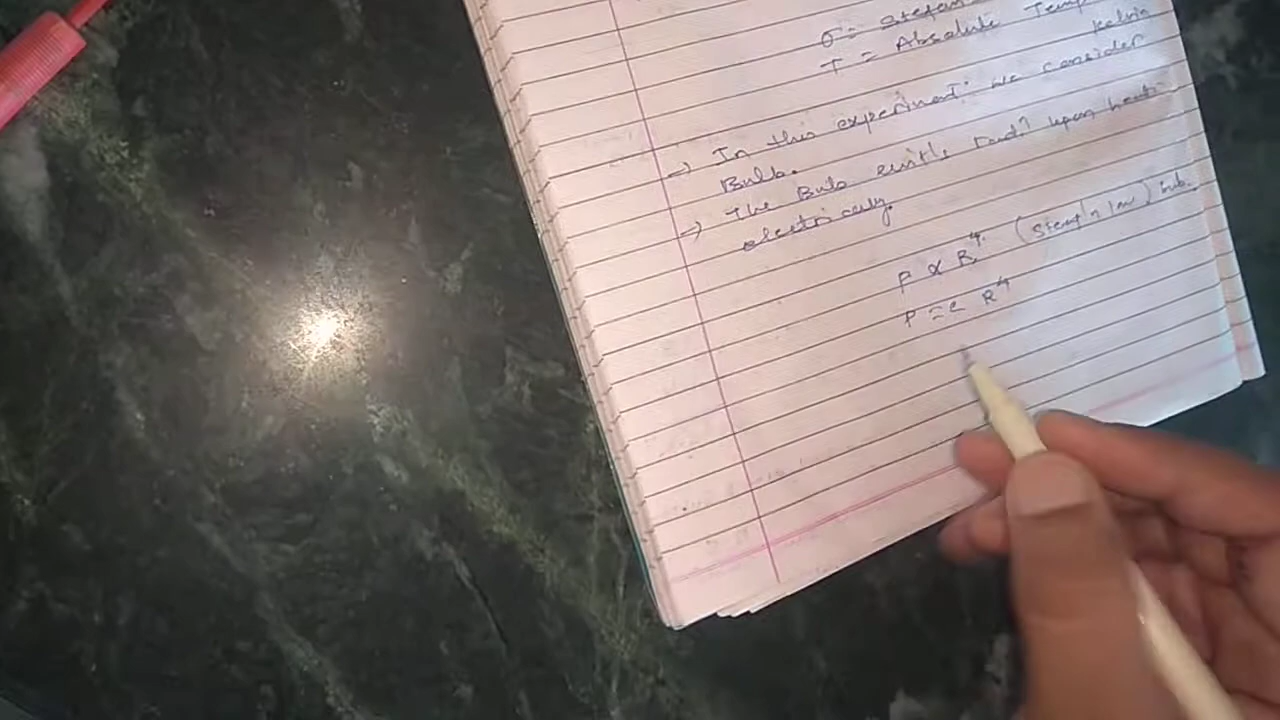 σ = Stefan
T = Absolute Temp
Kelvin
⇒ In this experiment we consider
Bulb.
⇒ The Bulb emits upon heat
electrically.
P ∝ R⁴. (Stefan law)
P = C R⁴